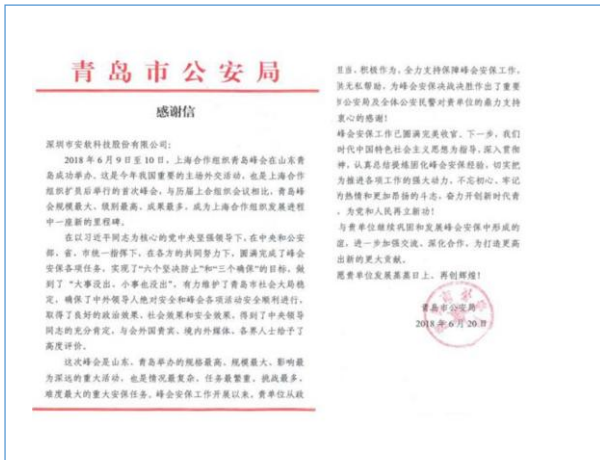 青岛市公安局
感谢信
深圳市安软科技股份有限公司：
2018 年 6 月 9 日至 10 日，上海合作组织青岛峰会在山东青
岛成功举办。这是今年我国重要的主场外交活动，也是上海合作
组织扩员后举行的首次峰会，与历届上合组织会议相比，青岛峰
会规模最大、级别最高、成果最多，成为上海合作组织发展进程
中一座新的里程碑。
在以习近平同志为核心的党中央坚强领导下，在中央和公安
部、省、市统一指挥下，在各方的共同努力下，圆满完成了峰会
安保各项任务，实现了“六个坚决防止”和“三个确保”的目标，做
到了“大事没出、小事也没出”，有力维护了青岛市社会大局稳
定，确保了中外领导人绝对安全和峰会各项活动安全顺利进行，
取得了良好的政治效果、社会效果和安全效果，得到了中央领导
同志的充分肯定，与会外国贵宾、境内外媒体、各界人士给予了
高度评价。
这次峰会是山东、青岛举办的规格最高、规模最大、影响最
为深远的重大活动，也是情况最复杂、任务最繁重、挑战最多、
难度最大的重大安保任务。峰会安保工作开展以来，贵单位从政
担当，积极作为，全力支持保障峰会安保工作，
供无私帮助，为峰会安保决战决胜作出了重要
市公安局及全体公安民警对贵单位的鼎力支持
衷心的感谢！
峰会安保工作已圆满完美收官。下一步，我们
时代中国特色社会主义思想为指导，深入贯彻
神，认真总结提炼固化峰会安保经验，切实把
为推进各项工作的强大动力，不忘初心、牢记
的热情和更加昂扬的斗志，奋力开创新时代青
，为党和人民再立新功！
与贵单位继续巩固和发展峰会安保中形成的
谊，进一步加强交流、深化合作，为打造更高
出新的更大贡献。
愿贵单位发展蒸蒸日上、再创辉煌！
青岛市公安局
2018 年 6 月 20 日